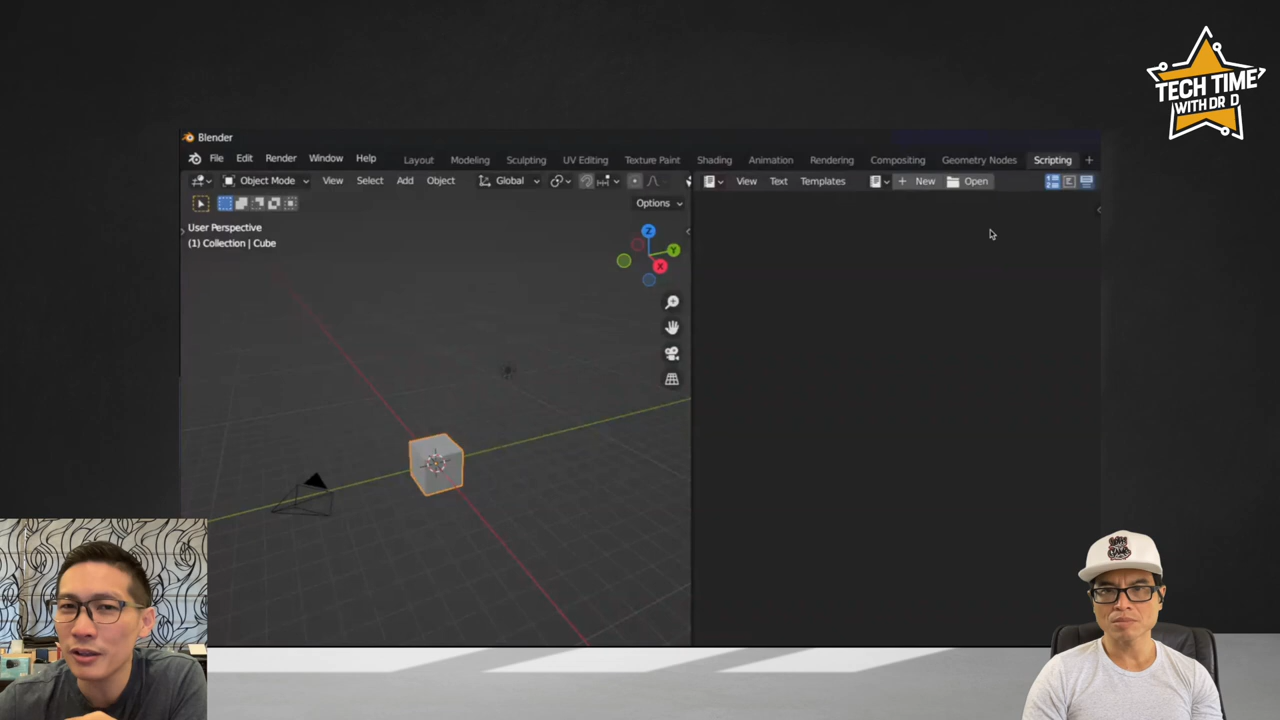 TECH TIME
WITH DR D
Blender
File Edit Render Window Help
Layout Modeling Sculpting UV Editing Texture Paint Shading Animation Rendering Compositing Geometry Nodes Scripting +
Object Mode View Select Add Object Global
View Text Templates + New Open
Options
User Perspective
(1) Collection | Cube
Z
Y
X